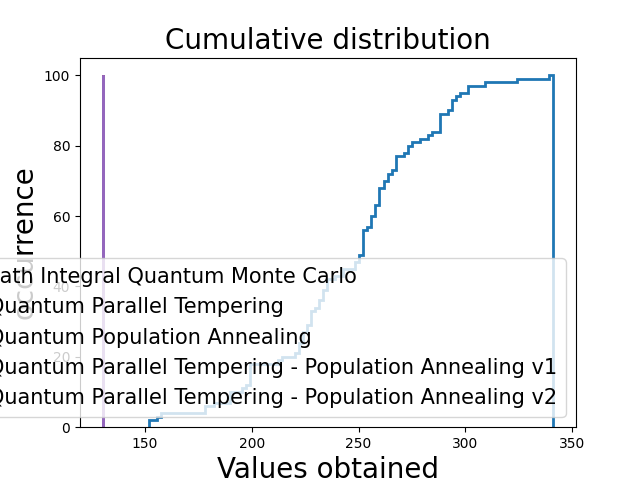 Cumulative distribution
100
80
60
40
20
0
occurrence
ath Integral Quantum Monte Carlo
Quantum Parallel Tempering
Quantum Population Annealing
Quantum Parallel Tempering - Population Annealing v1
Quantum Parallel Tempering - Population Annealing v2
150
200
250
300
350
Values obtained